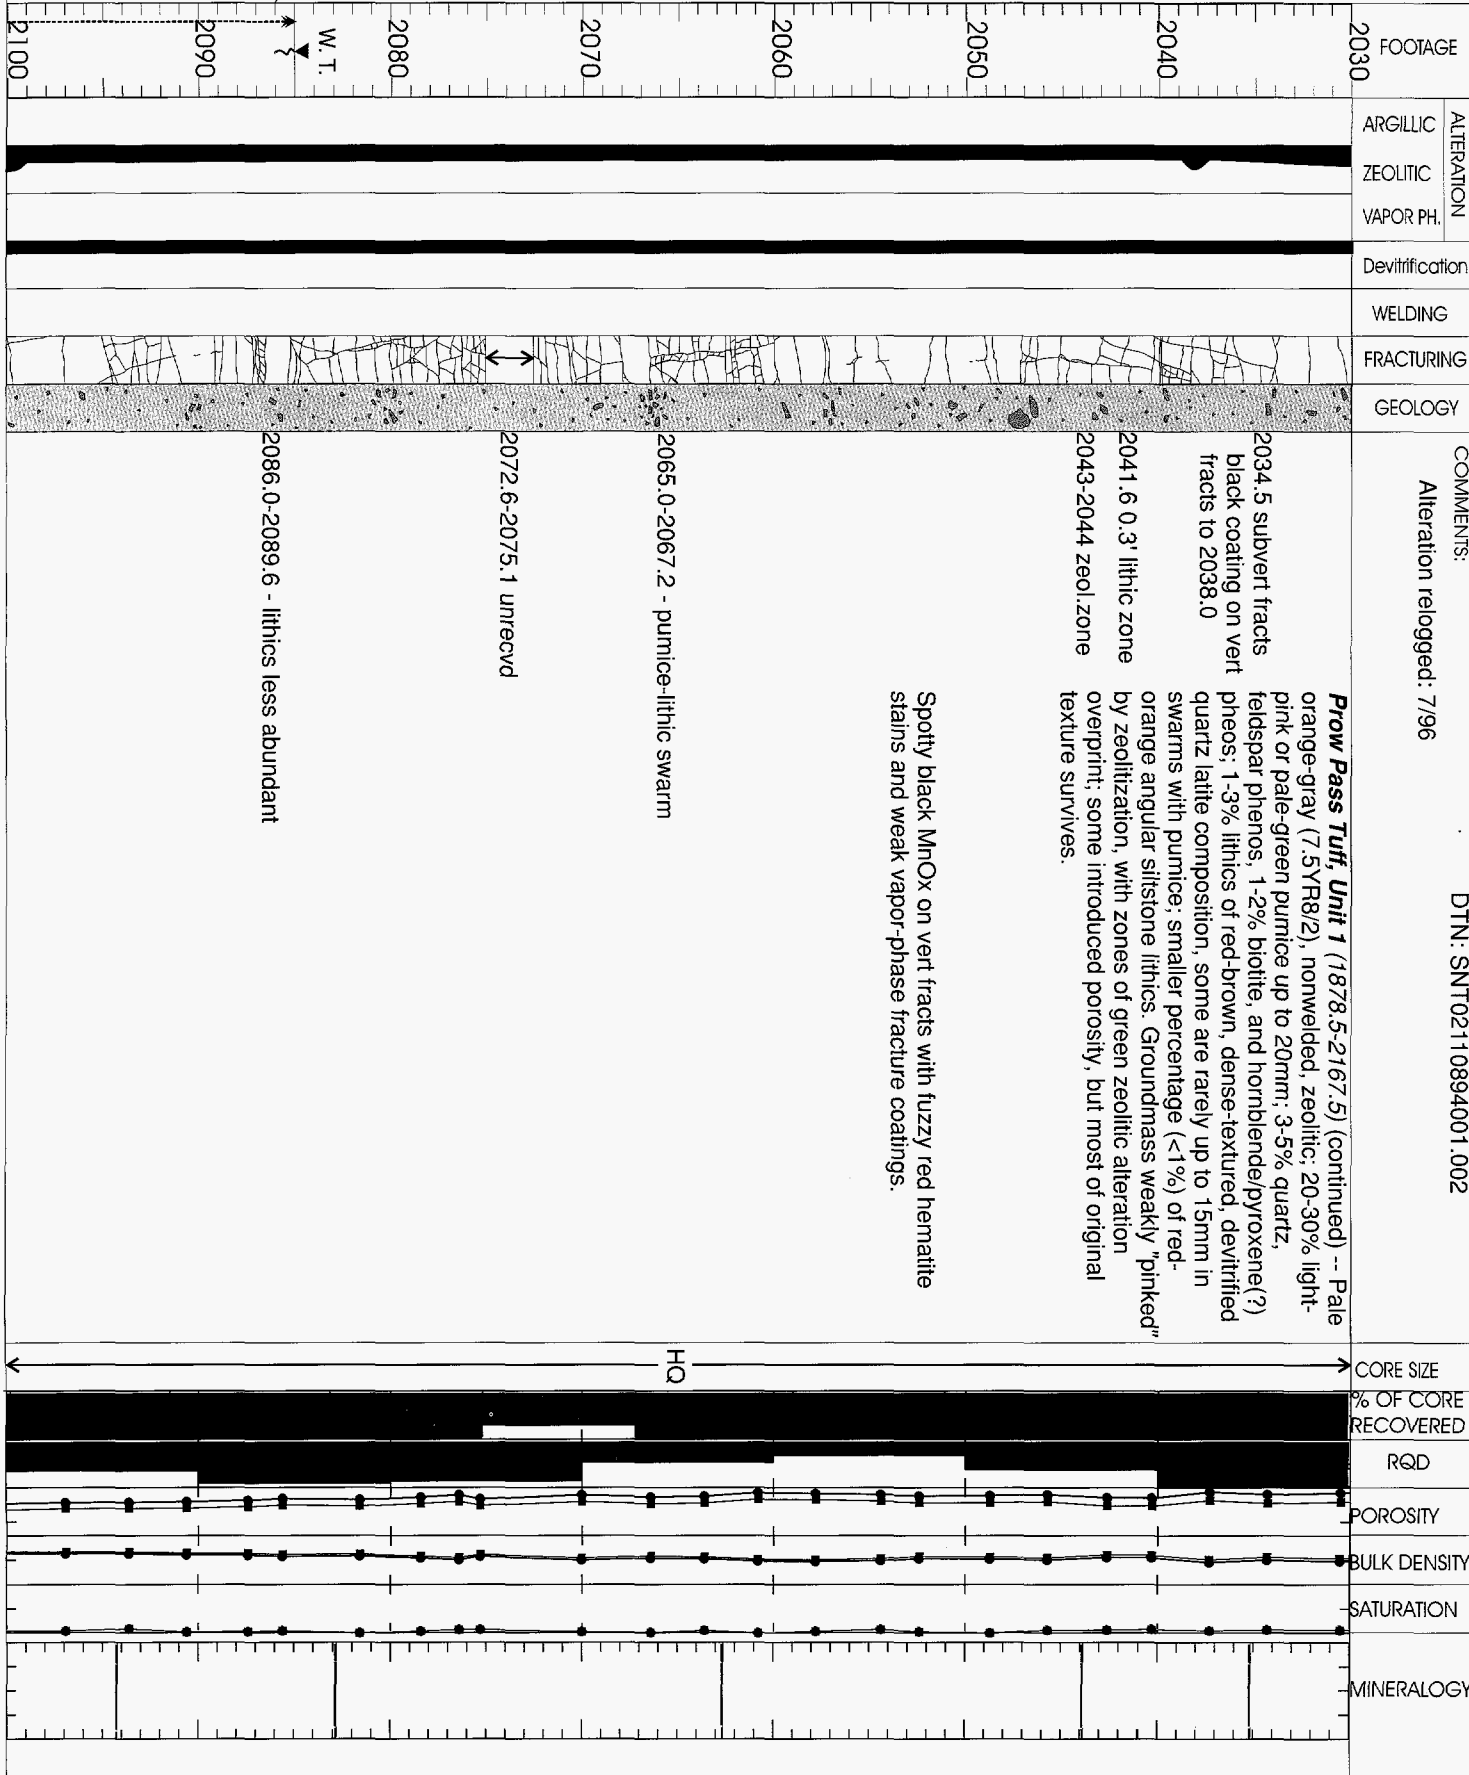 FOOTAGE
2030
2040
2050
2060
2070
2080
W. T.
2090
2100
ALTERATION
ARGILLIC
ZEOLITIC
VAPOR PH.
Devitrification
WELDING
FRACTURING
GEOLOGY
COMMENTS:
Alteration relogged: 7/96
DTN: SNT02110894001.002
2034.5 subvert fracts
black coating on vert
fracts to 2038.0
2041.6 0.3' lithic zone
2043-2044 zeol.zone
2065.0-2067.2 - pumice-lithic swarm
2072.6-2075.1 unrecvd
2086.0-2089.6 - lithics less abundant
Prow Pass Tuff, Unit 1 (1878.5-2167.5) (continued) -- Pale
orange-gray (7.5YR8/2), nonwelded, zeolitic; 20-30% light-
pink or pale-green pumice up to 20mm; 3-5% quartz,
feldspar phenos, 1-2% biotite, and hornblende/pyroxene(?)
pheos; 1-3% lithics of red-brown, dense-textured, devitrified
quartz latite composition, some are rarely up to 15mm in
swarms with pumice; smaller percentage (<1%) of red-
orange angular siltstone lithics. Groundmass weakly "pinked"
by zeolitization, with zones of green zeolitic alteration
overprint; some introduced porosity, but most of original
texture survives.
Spotty black MnOx on vert fracts with fuzzy red hematite
stains and weak vapor-phase fracture coatings.
CORE SIZE
HQ
% OF CORE
RECOVERED
RQD
POROSITY
BULK DENSITY
SATURATION
MINERALOGY